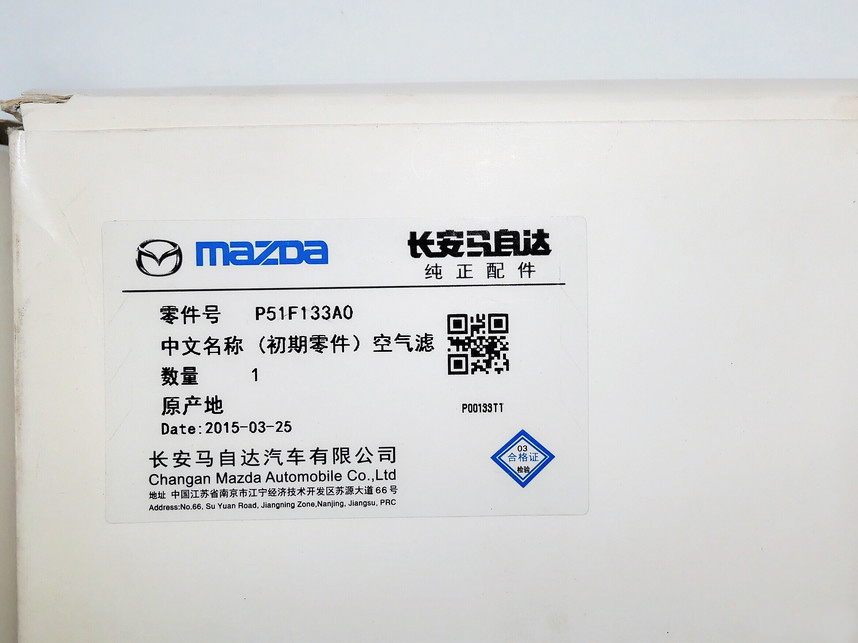 mazda
长安马自达
纯正配件
零件号 P51F133A0
中文名称 (初期零件) 空气滤
数量 1
原产地
P00139TT
Date:2015-03-25
03
合格证
检验
长安马自达汽车有限公司
Changan Mazda Automobile Co.,Ltd
地址 中国江苏省南京市江宁经济技术开发区苏源大道66号
Address:No.66, Su Yuan Road, Jiangning Zone,Nanjing, Jiangsu, PRC